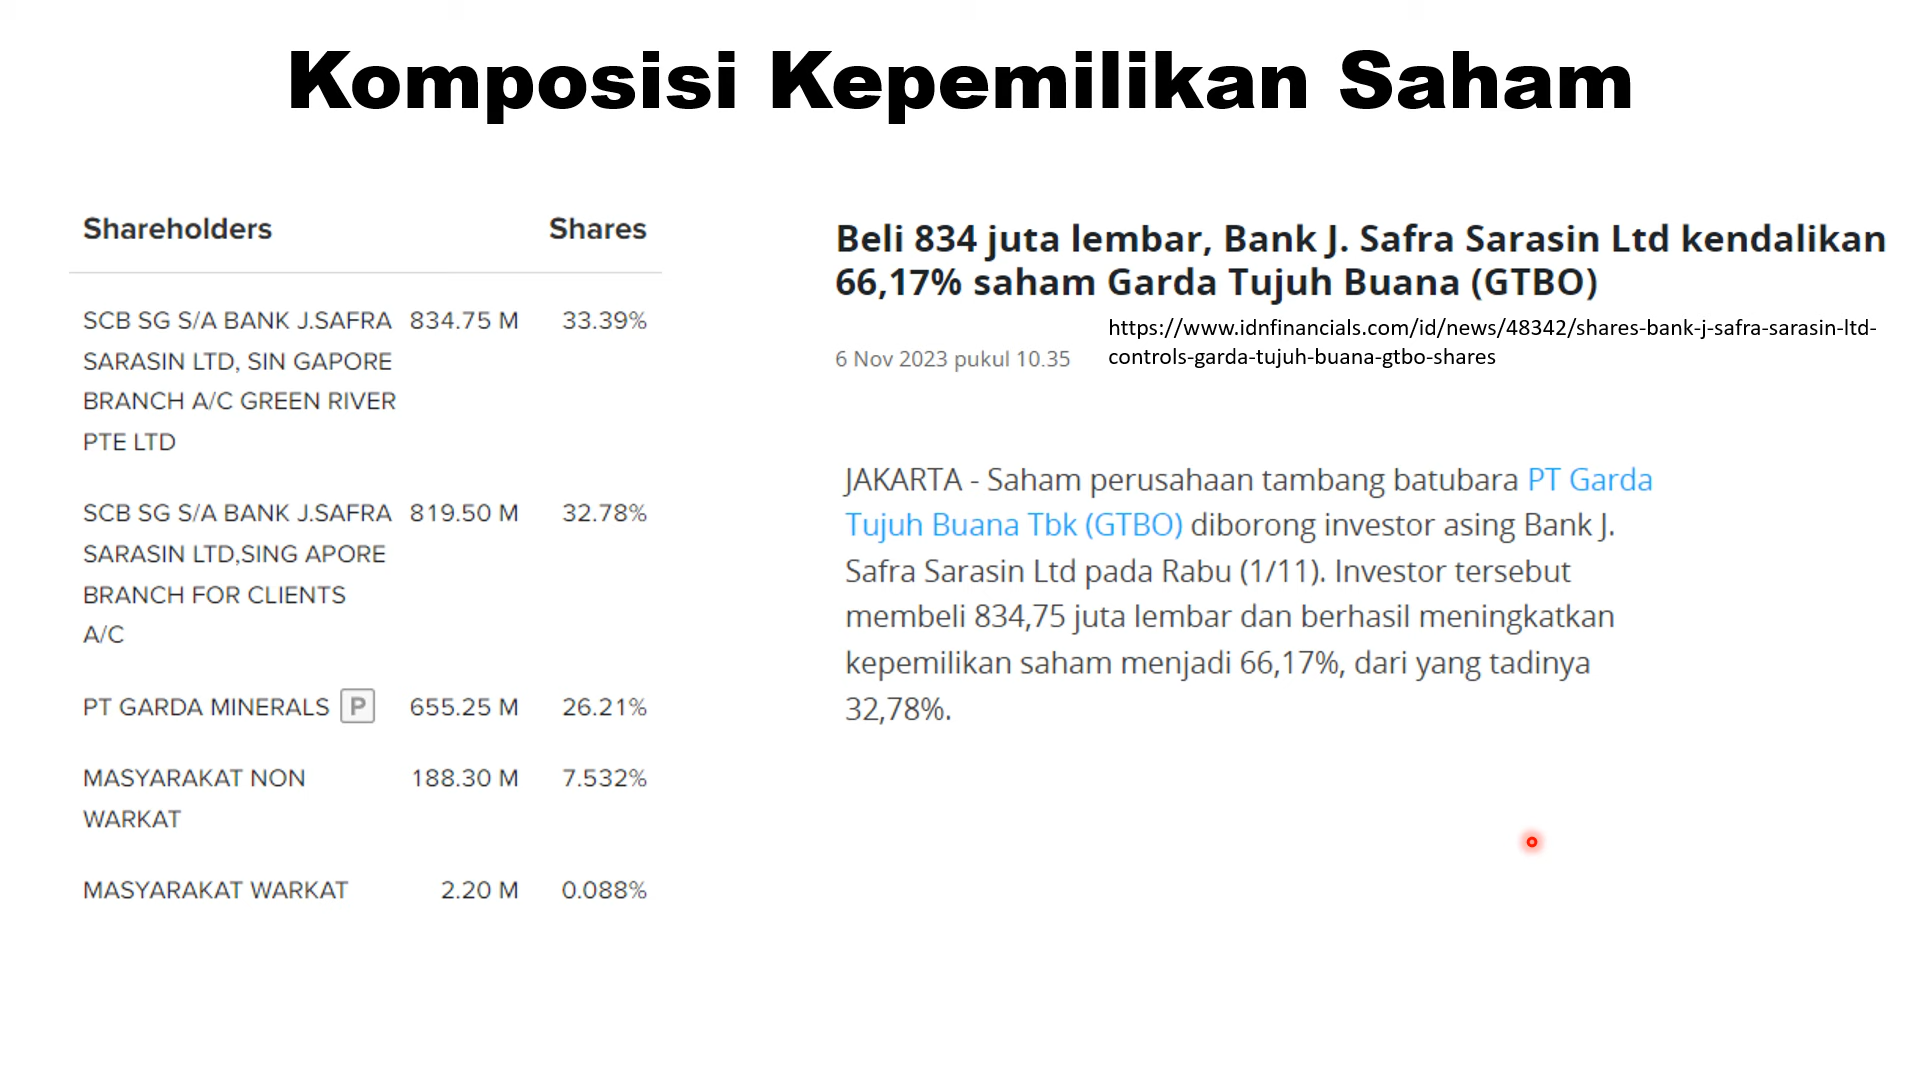 Komposisi Kepemilikan Saham
Shareholders Shares
SCB SG S/A BANK J.SAFRA 834.75 M 33.39%
SARASIN LTD, SIN GAPORE
BRANCH A/C GREEN RIVER
PTE LTD
SCB SG S/A BANK J.SAFRA 819.50 M 32.78%
SARASIN LTD,SING APORE
BRANCH FOR CLIENTS
A/C
PT GARDA MINERALS P 655.25 M 26.21%
MASYARAKAT NON 188.30 M 7.532%
WARKAT
MASYARAKAT WARKAT 2.20 M 0.088%
Beli 834 juta lembar, Bank J. Safra Sarasin Ltd kendalikan
66,17% saham Garda Tujuh Buana (GTBO)
https://www.idnfinancials.com/id/news/48342/shares-bank-j-safra-sarasin-ltd-
controls-garda-tujuh-buana-gtbo-shares
6 Nov 2023 pukul 10.35
JAKARTA - Saham perusahaan tambang batubara PT Garda
Tujuh Buana Tbk (GTBO) diborong investor asing Bank J.
Safra Sarasin Ltd pada Rabu (1/11). Investor tersebut
membeli 834,75 juta lembar dan berhasil meningkatkan
kepemilikan saham menjadi 66,17%, dari yang tadinya
32,78%.